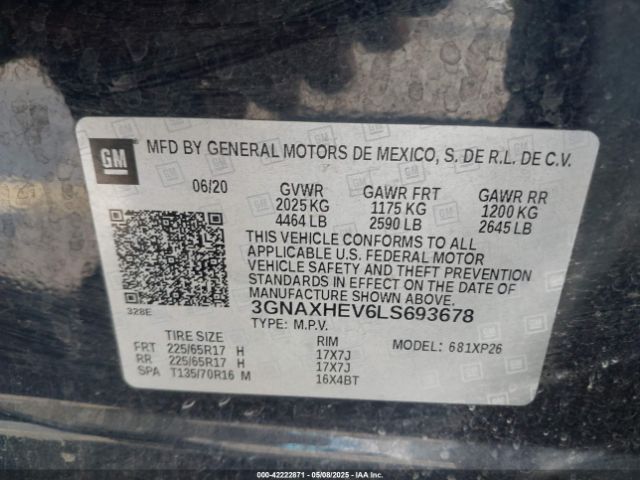 GM MFD BY GENERAL MOTORS DE MEXICO, S. DE R.L. DE C.V.
06/20 GVWR GAWR FRT GAWR RR
2025 KG 1175 KG 1200 KG
4464 LB 2590 LB 2645 LB
THIS VEHICLE CONFORMS TO ALL
APPLICABLE U.S. FEDERAL MOTOR
VEHICLE SAFETY AND THEFT PREVENTION
STANDARDS IN EFFECT ON THE DATE OF
MANUFACTURE SHOWN ABOVE.
328E 3GNAXHEV6LS693678
TYPE: M.P.V.
TIRE SIZE RIM MODEL: 681XP26
FRT 225/65R17 H 17X7J
RR 225/65R17 H 17X7J
SPA T135/70R16 M 16X4BT
000-42222671 - 05/08/2025 - IAAI.COM